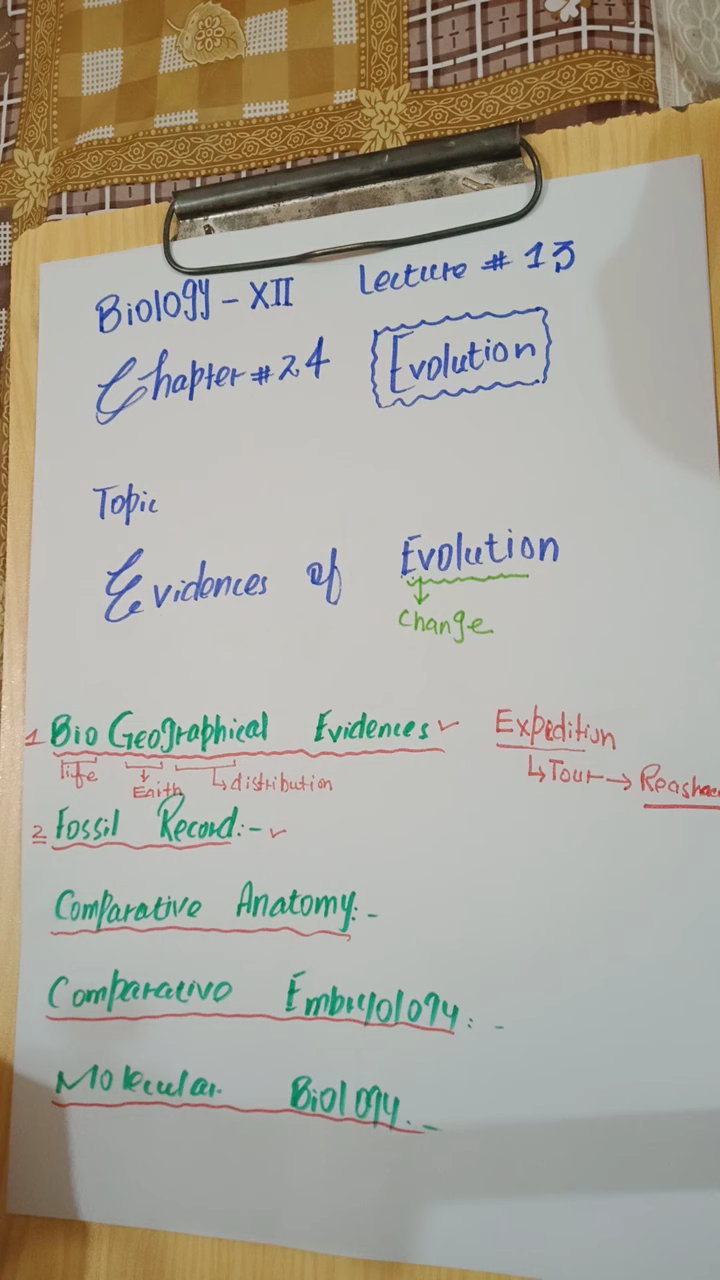 Biology - XII Lecture # 13
Chapter # 24 Evolution
Topic
Evidences of Evolution
Change
1 Bio Geographical Evidences ✓ Expedition
life Earth ↳ distribution ↳ Tour → Reashac
2 Fossil Record:- ✓
Comparative Anatomy:-
Comparative Embryology:-
Molecular Biology.-